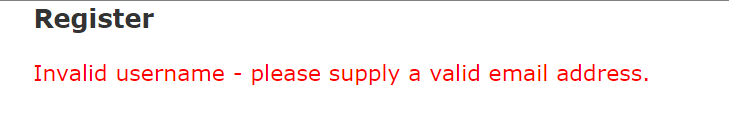 Register
Invalid username - please supply a valid email address.